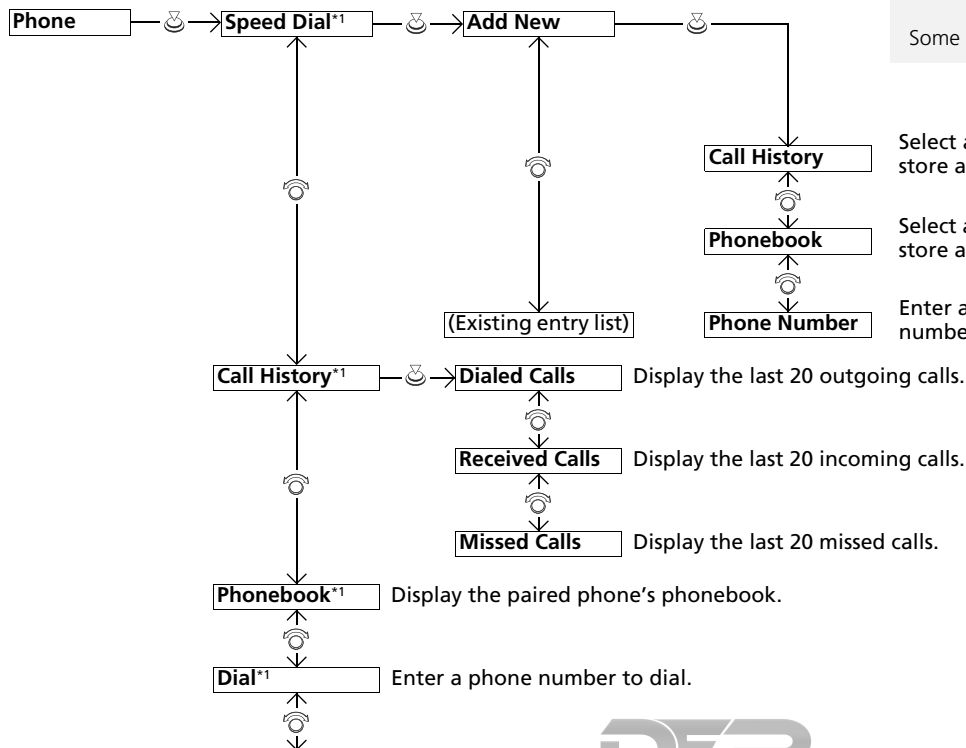 Phone
Speed Dial*1
Add New
Some
Call History
Select a
store a
Phonebook
Select a
store a
(Existing entry list)
Phone Number
Enter a
numbe
Call History*1
Dialed Calls
Display the last 20 outgoing calls.
Received Calls
Display the last 20 incoming calls.
Missed Calls
Display the last 20 missed calls.
Phonebook*1
Display the paired phone's phonebook.
Dial*1
Enter a phone number to dial.